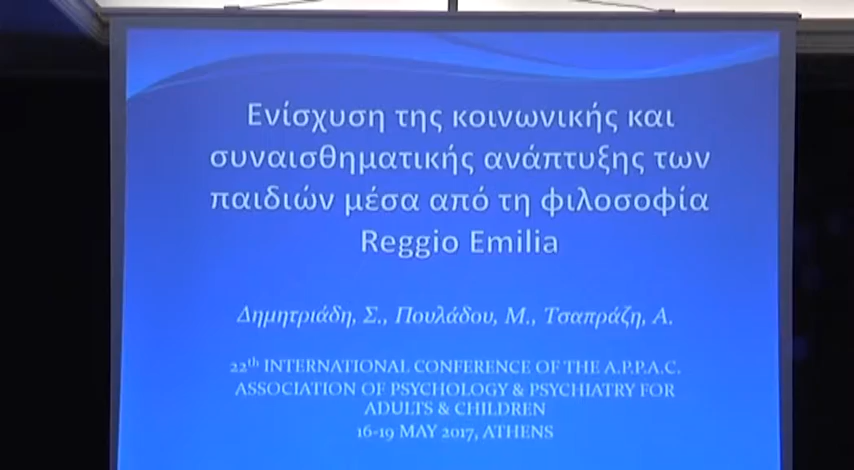 Ενίσχυση της κοινωνικής και
συναισθηματικής ανάπτυξης των
παιδιών μέσα από τη φιλοσοφία
Reggio Emilia
Δημητριάδη, Σ., Πουλάδου, Μ., Τσαπράζη, Α.
22th INTERNATIONAL CONFERENCE OF THE A.P.P.A.C.
ASSOCIATION OF PSYCHOLOGY & PSYCHIATRY FOR
ADULTS & CHILDREN
16-19 MAY 2017, ATHENS